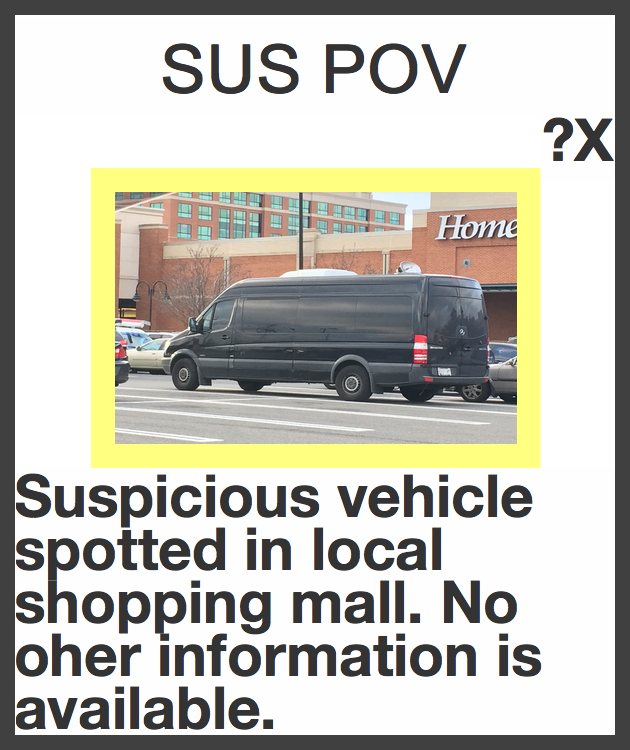 SUS POV
?X
Home
Suspicious vehicle
spotted in local
shopping mall. No
oher information is
available.